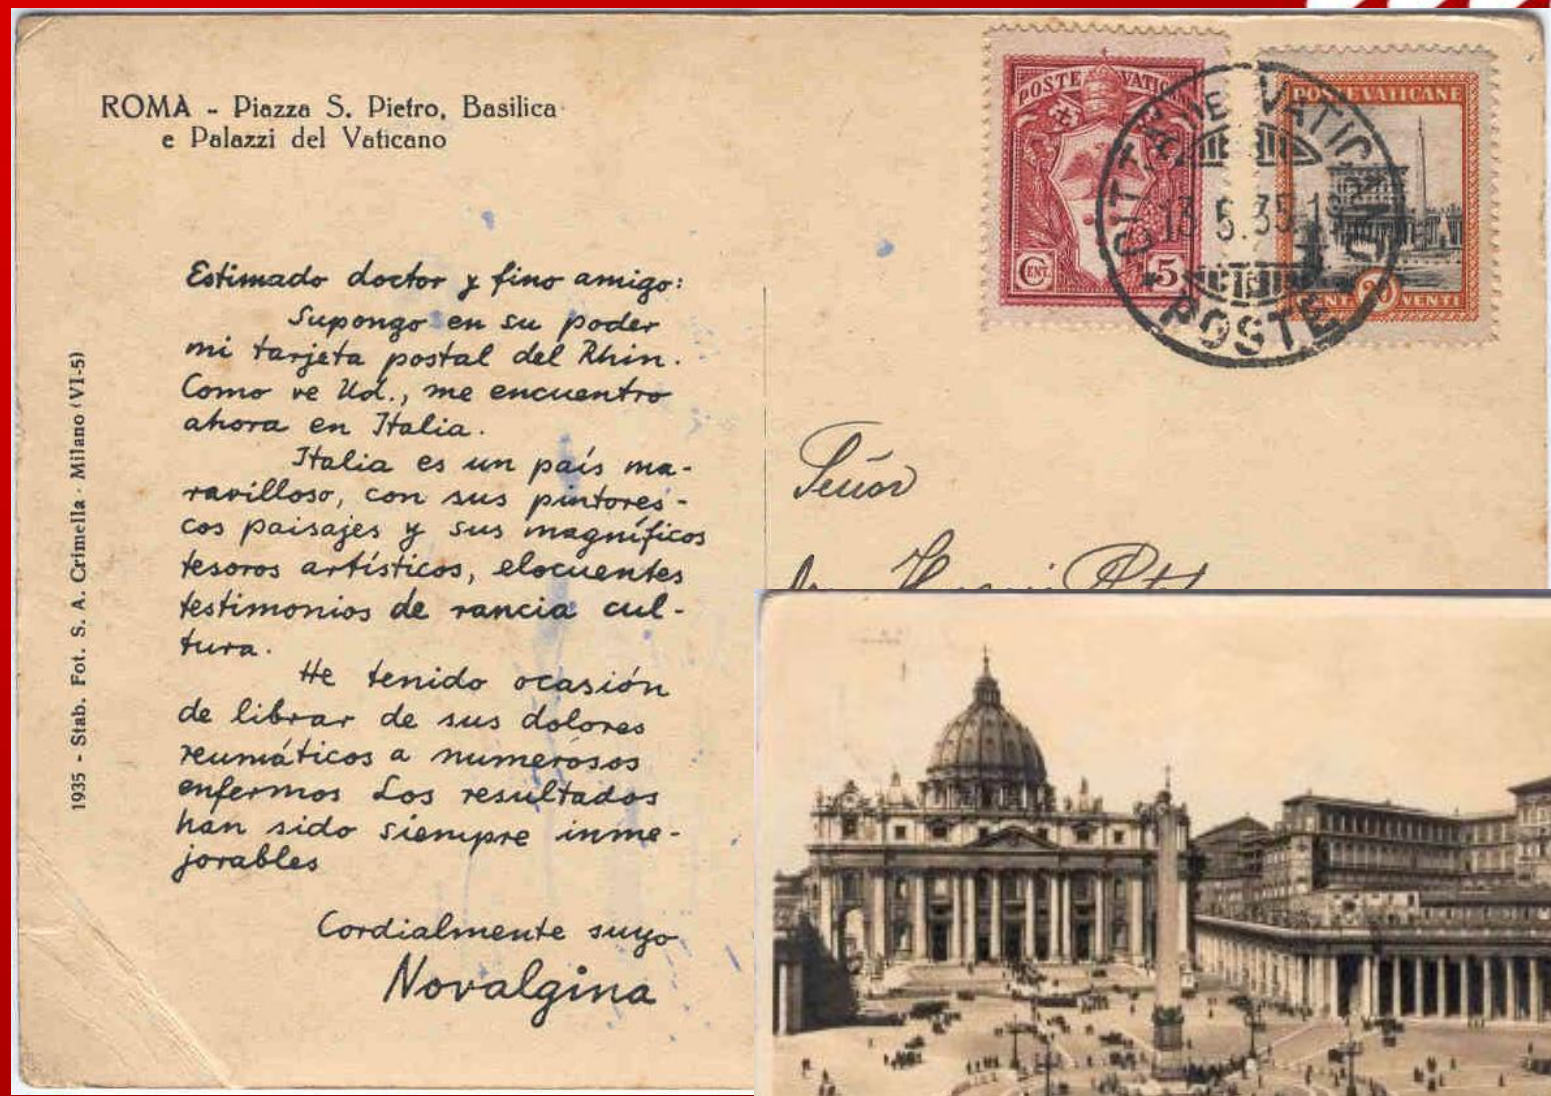 ROMA - Piazza S. Pietro, Basilica
e Palazzi del Vaticano
POSTE VATICANE
CENT. 5
POSTE VATICANE
CENT. 20 VENTI
CITTÀ DEL VATICANO
13.5.35.
POSTE
Estimado doctor y fino amigo:
Supongo en su poder
mi tarjeta postal del Rhin.
Como ve Ud., me encuentro
ahora en Italia.
Italia es un país ma-
ravilloso, con sus pintores-
cos paisajes y sus magníficos
tesoros artísticos, elocuentes
testimonios de rancia cul-
tura.
He tenido ocasión
de librar de sus dolores
reumáticos a numerosos
enfermos Los resultados
han sido siempre inme-
jorables
Cordialmente suyo
Novalgina
1935 - Stab. Fot. S. A. Crimella - Milano (VI-5)
Señor